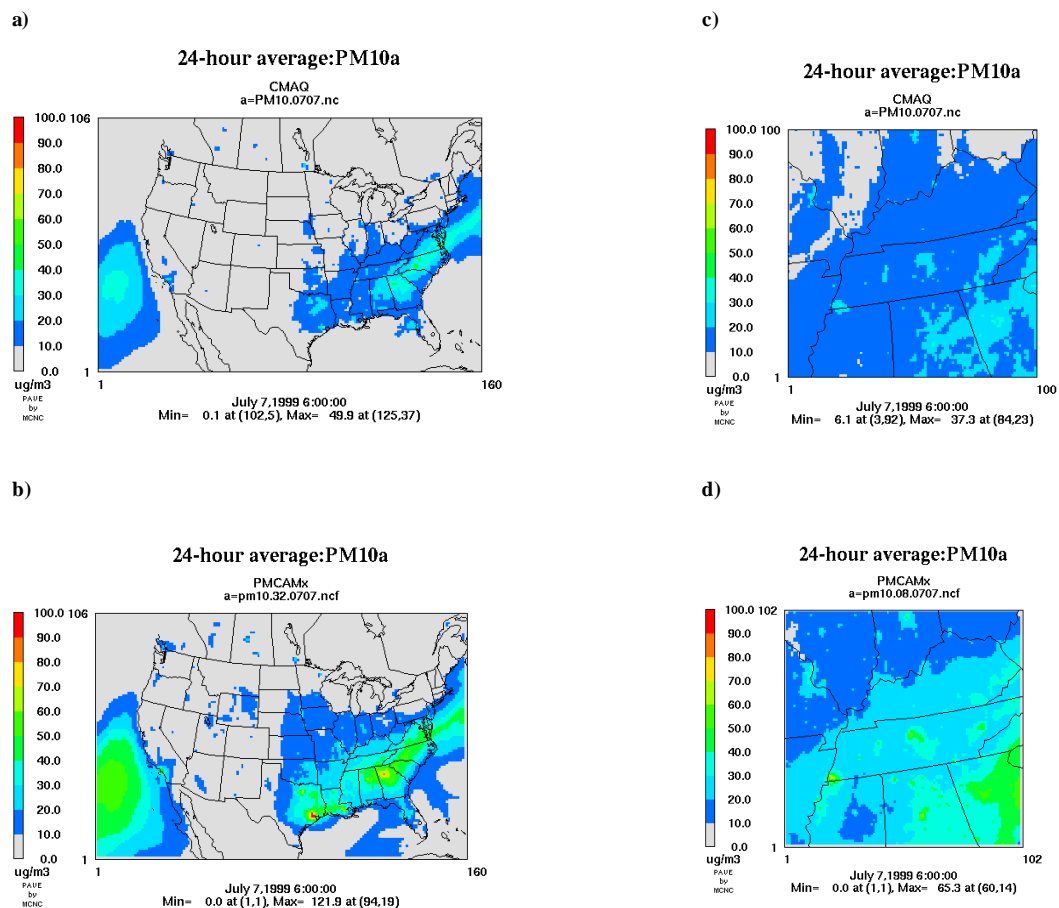 a)
24-hour average:PM10a
CMAQ
a=PM10.0707.nc
100.0
90.0
80.0
70.0
60.0
50.0
40.0
30.0
20.0
10.0
0.0
ug/m3
PAVE
by
MCNC
106
1
1
160
July 7,1999 6:00:00
Min= 0.1 at (102,5), Max= 49.9 at (125,37)
c)
24-hour average:PM10a
CMAQ
a=PM10.0707.nc
100.0
90.0
80.0
70.0
60.0
50.0
40.0
30.0
20.0
10.0
0.0
ug/m3
PAVE
by
MCNC
100
1
1
100
July 7,1999 6:00:00
Min= 6.1 at (3,92), Max= 37.3 at (84,23)
b)
24-hour average:PM10a
PMCAMx
a=pm10.32.0707.ncf
100.0
90.0
80.0
70.0
60.0
50.0
40.0
30.0
20.0
10.0
0.0
ug/m3
PAVE
by
MCNC
106
1
1
160
July 7,1999 6:00:00
Min= 0.0 at (1,1), Max= 121.9 at (94,19)
d)
24-hour average:PM10a
PMCAMx
a=pm10.08.0707.ncf
100.0
90.0
80.0
70.0
60.0
50.0
40.0
30.0
20.0
10.0
0.0
ug/m3
PAVE
by
MCNC
102
1
1
102
July 7,1999 6:00:00
Min= 0.0 at (1,1), Max= 65.3 at (60,14)